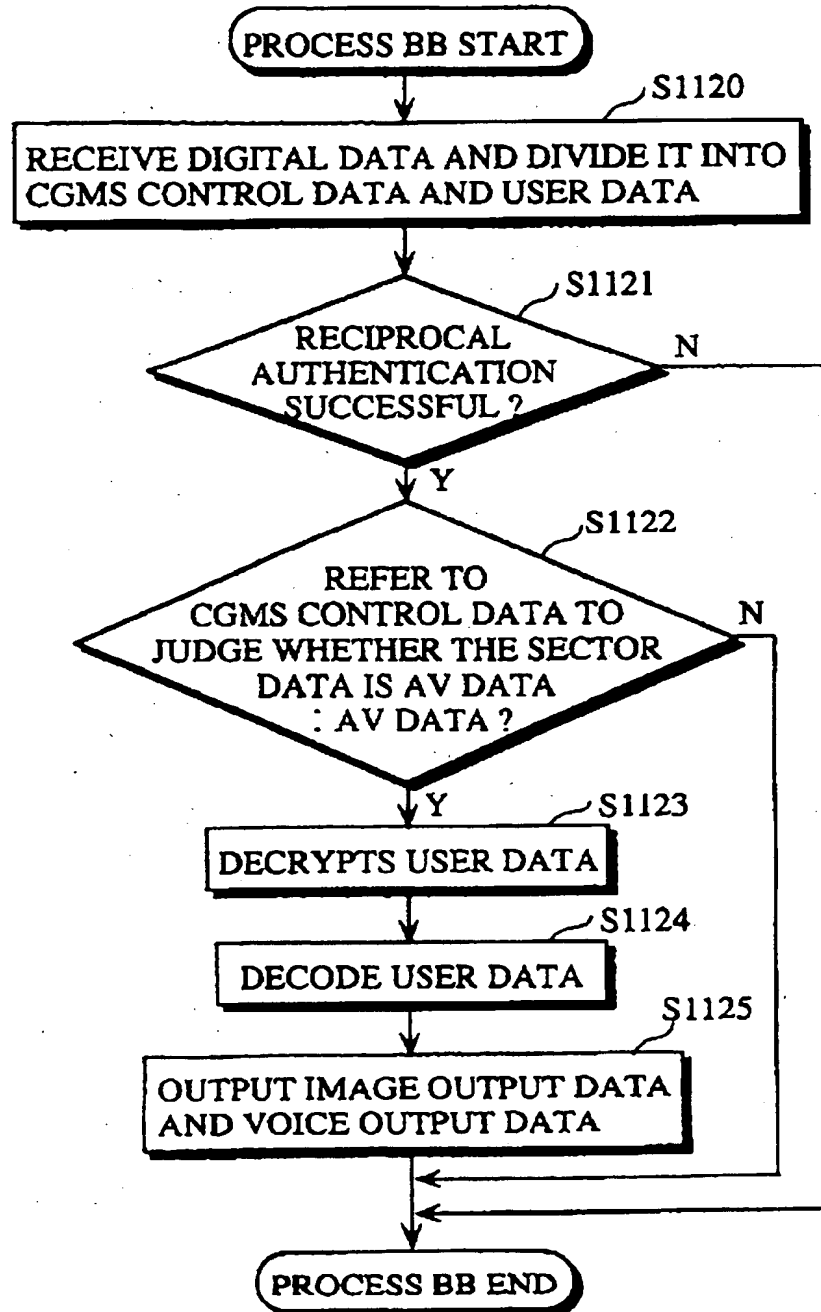 PROCESS BB START
S1120
RECEIVE DIGITAL DATA AND DIVIDE IT INTO
CGMS CONTROL DATA AND USER DATA
S1121
RECIPROCAL
AUTHENTICATION
SUCCESSFUL ?
N
Y
S1122
REFER TO
CGMS CONTROL DATA TO
JUDGE WHETHER THE SECTOR
DATA IS AV DATA
: AV DATA ?
N
Y
S1123
DECRYPTS USER DATA
S1124
DECODE USER DATA
S1125
OUTPUT IMAGE OUTPUT DATA
AND VOICE OUTPUT DATA
PROCESS BB END